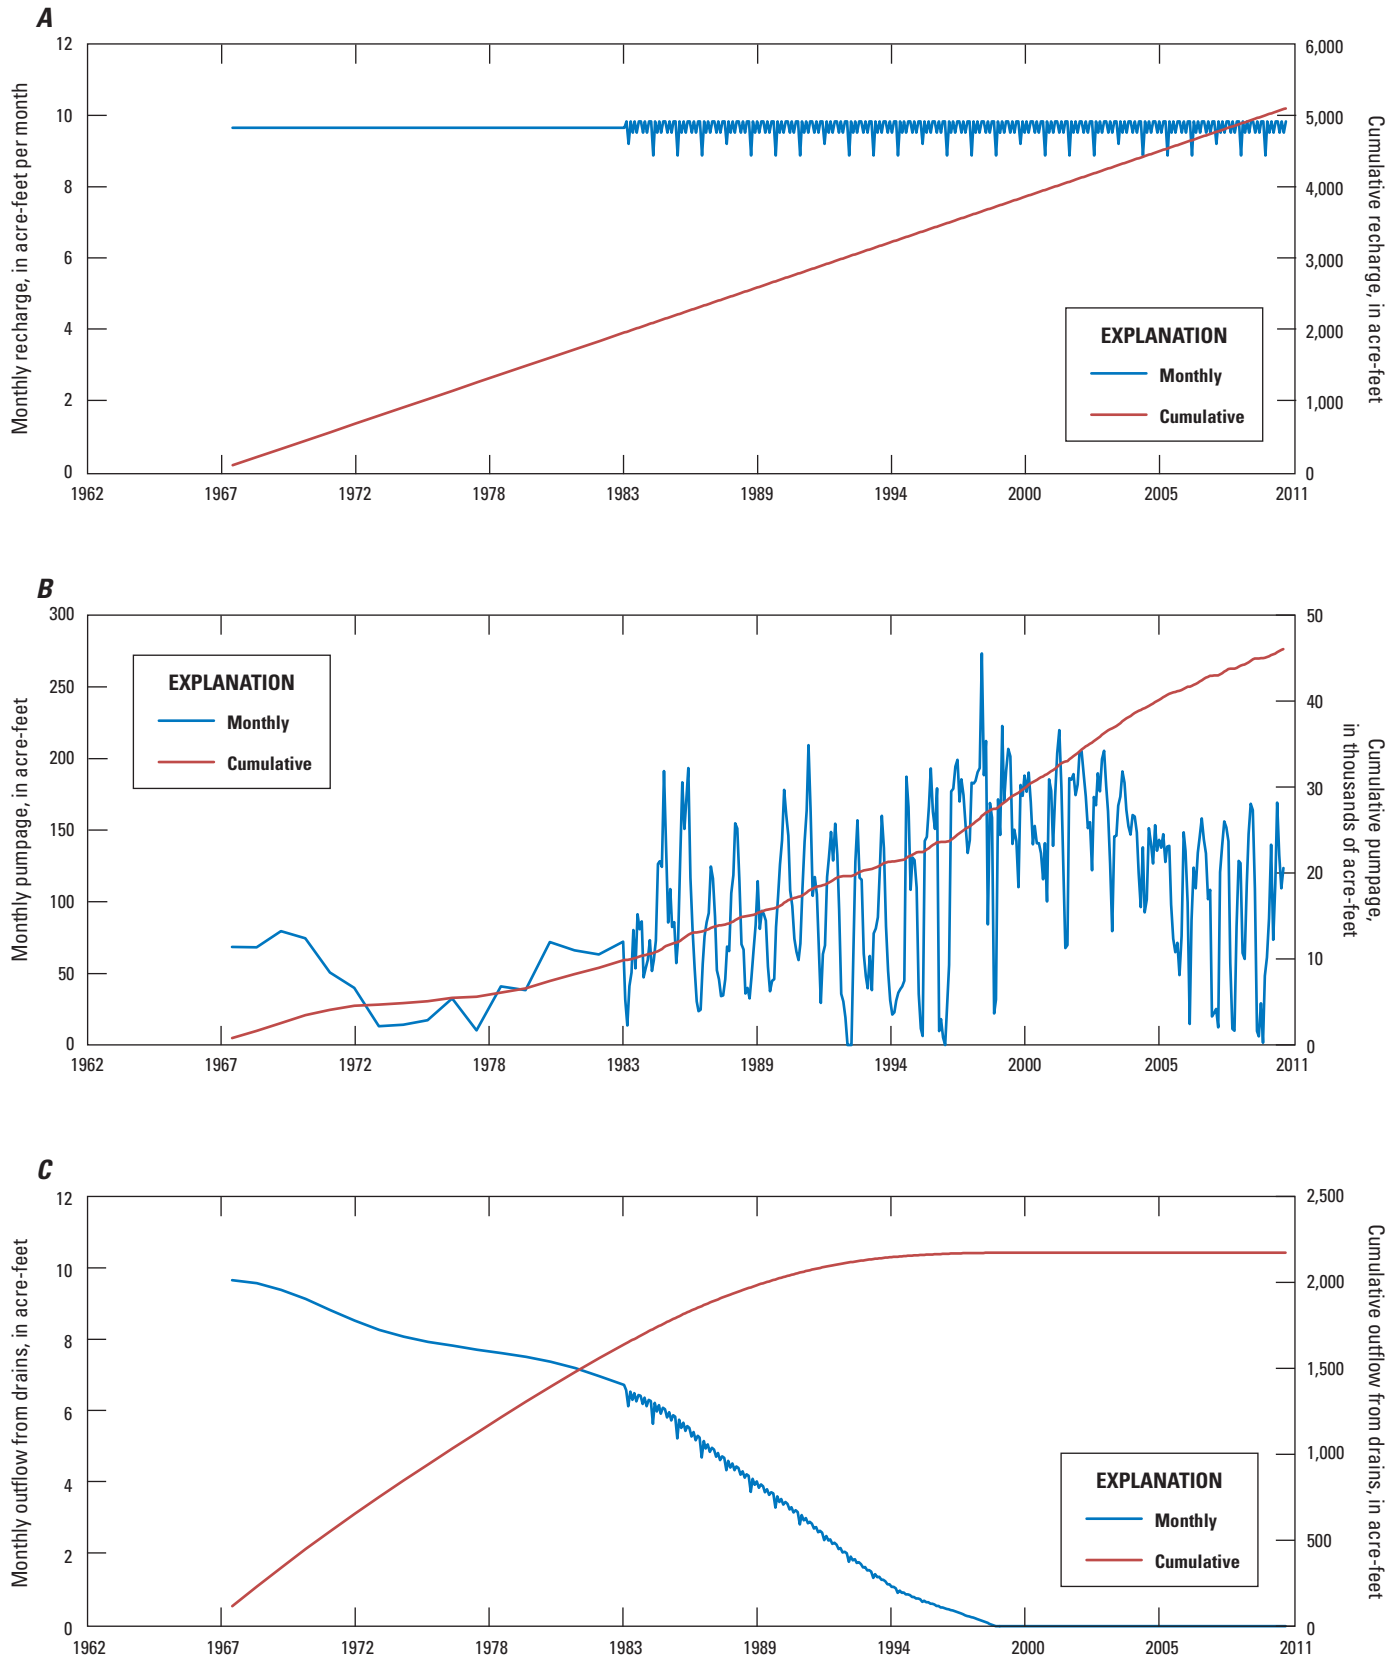 A
Monthly recharge, in acre-feet per month
12
10
8
6
4
2
0
6,000
5,000
4,000
3,000
2,000
1,000
0
Cumulative recharge, in acre-feet
EXPLANATION
Monthly
Cumulative
1962 1967 1972 1978 1983 1989 1994 2000 2005 2011
B
Monthly pumpage, in acre-feet
300
250
200
150
100
50
0
50
40
30
20
10
0
Cumulative pumpage,
in thousands of acre-feet
EXPLANATION
Monthly
Cumulative
1962 1967 1972 1978 1983 1989 1994 2000 2005 2011
C
Monthly outflow from drains, in acre-feet
12
10
8
6
4
2
0
2,500
2,000
1,500
1,000
500
0
Cumulative outflow from drains, in acre-feet
EXPLANATION
Monthly
Cumulative
1962 1967 1972 1978 1983 1989 1994 2000 2005 2011